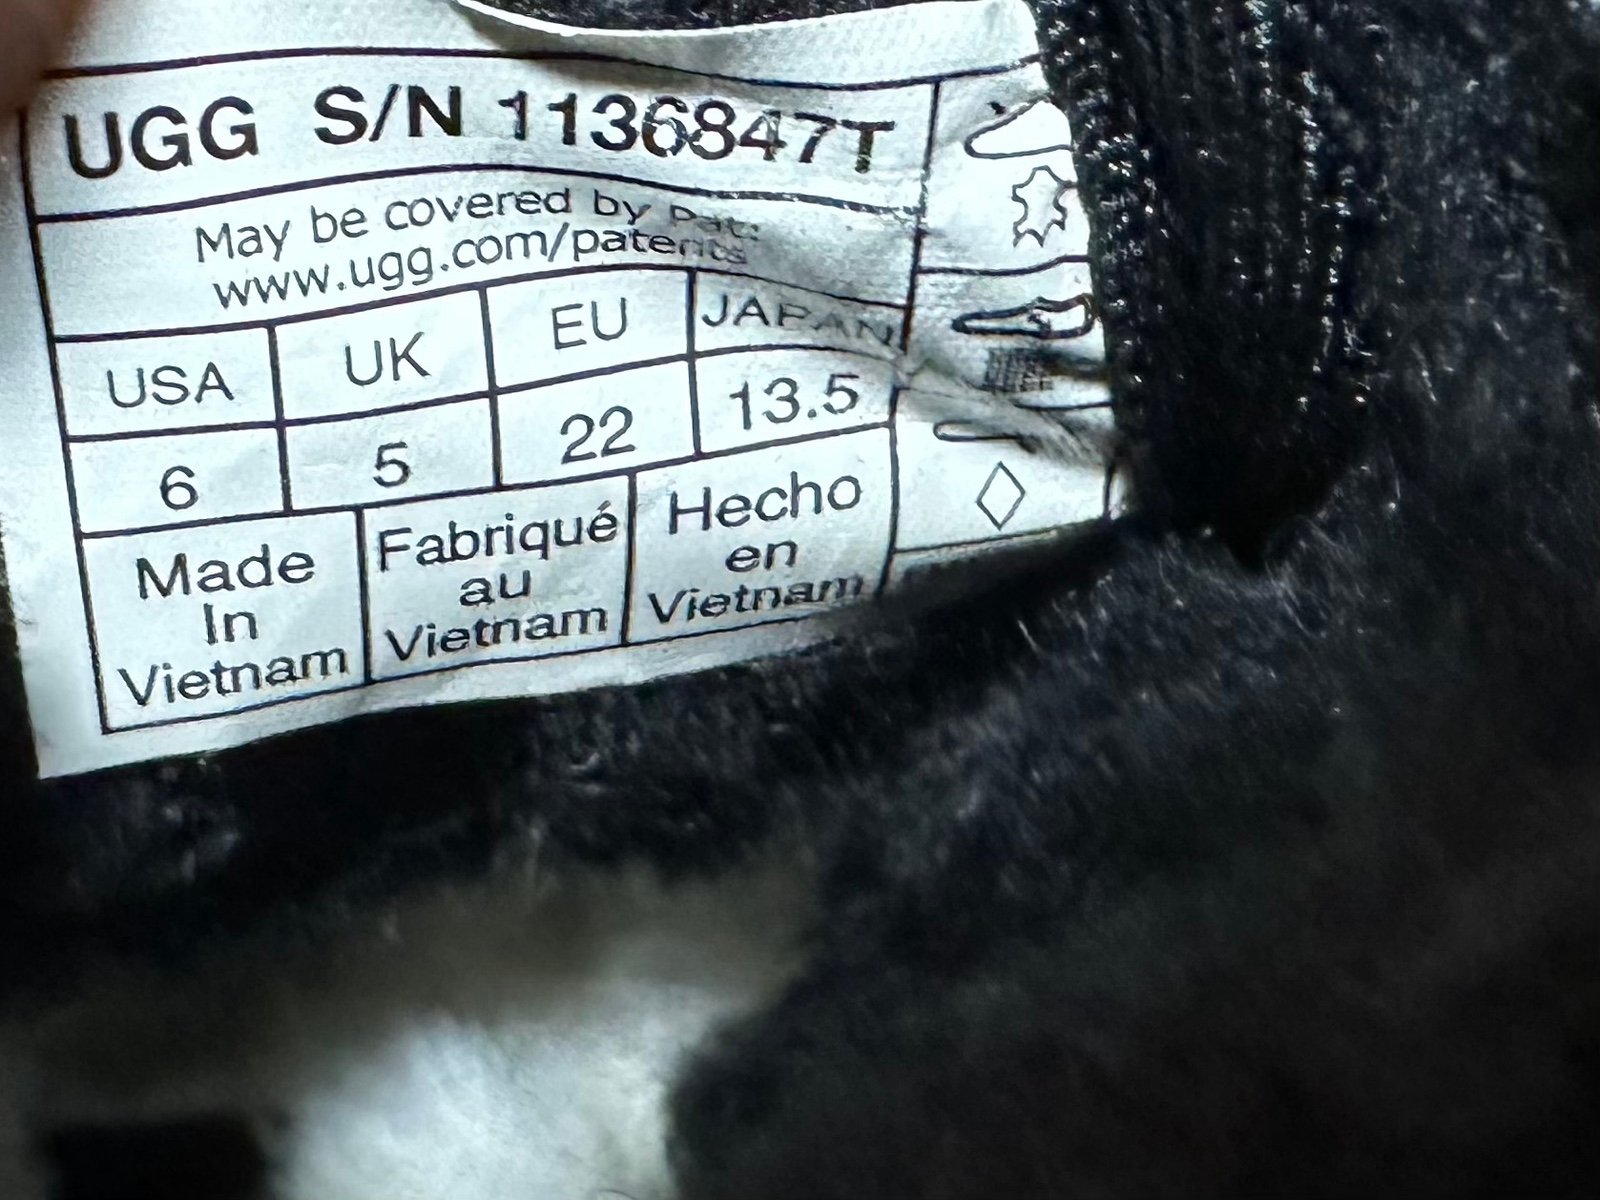 UGG S/N 1136847T
May be covered by Pat:
www.ugg.com/patents
USA UK EU JAPAN
6 5 22 13.5
Made In Vietnam
Fabriqué au Vietnam
Hecho en Vietnam